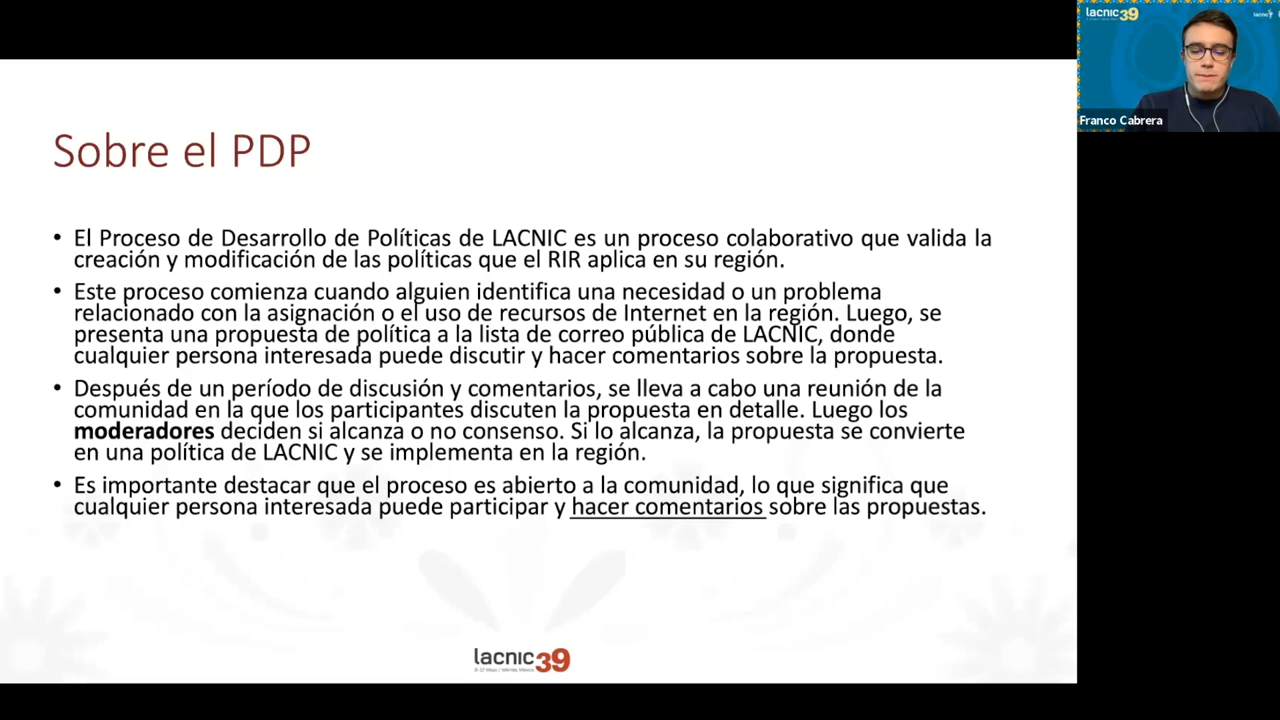 Sobre el PDP
• El Proceso de Desarrollo de Políticas de LACNIC es un proceso colaborativo que valida la
creación y modificación de las políticas que el RIR aplica en su región.
• Este proceso comienza cuando alguien identifica una necesidad o un problema
relacionado con la asignación o el uso de recursos de Internet en la región. Luego, se
presenta una propuesta de política a la lista de correo pública de LACNIC, donde
cualquier persona interesada puede discutir y hacer comentarios sobre la propuesta.
• Después de un período de discusión y comentarios, se lleva a cabo una reunión de la
comunidad en la que los participantes discuten la propuesta en detalle. Luego los
moderadores deciden si alcanza o no consenso. Si lo alcanza, la propuesta se convierte
en una política de LACNIC y se implementa en la región.
• Es importante destacar que el proceso es abierto a la comunidad, lo que significa que
cualquier persona interesada puede participar y hacer comentarios sobre las propuestas.
lacnic39
lacnic39
lacnic
Franco Cabrera